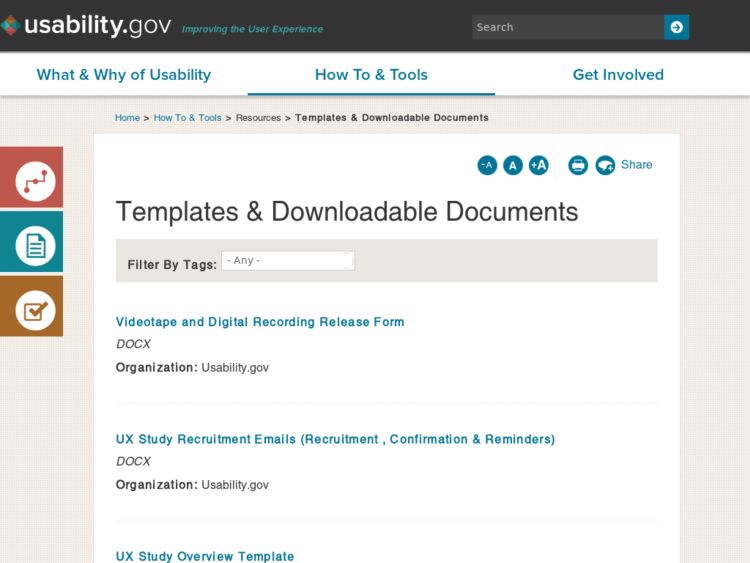 usability.gov Improving the User Experience
Search
What & Why of Usability How To & Tools Get Involved
Home > How To & Tools > Resources > Templates & Downloadable Documents
-A A +A Share
Templates & Downloadable Documents
Filter By Tags: - Any -
Videotape and Digital Recording Release Form
DOCX
Organization: Usability.gov
UX Study Recruitment Emails (Recruitment , Confirmation & Reminders)
DOCX
Organization: Usability.gov
UX Study Overview Template